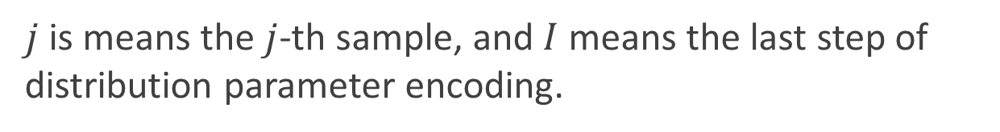 j is means the j-th sample, and I means the last step of
distribution parameter encoding.